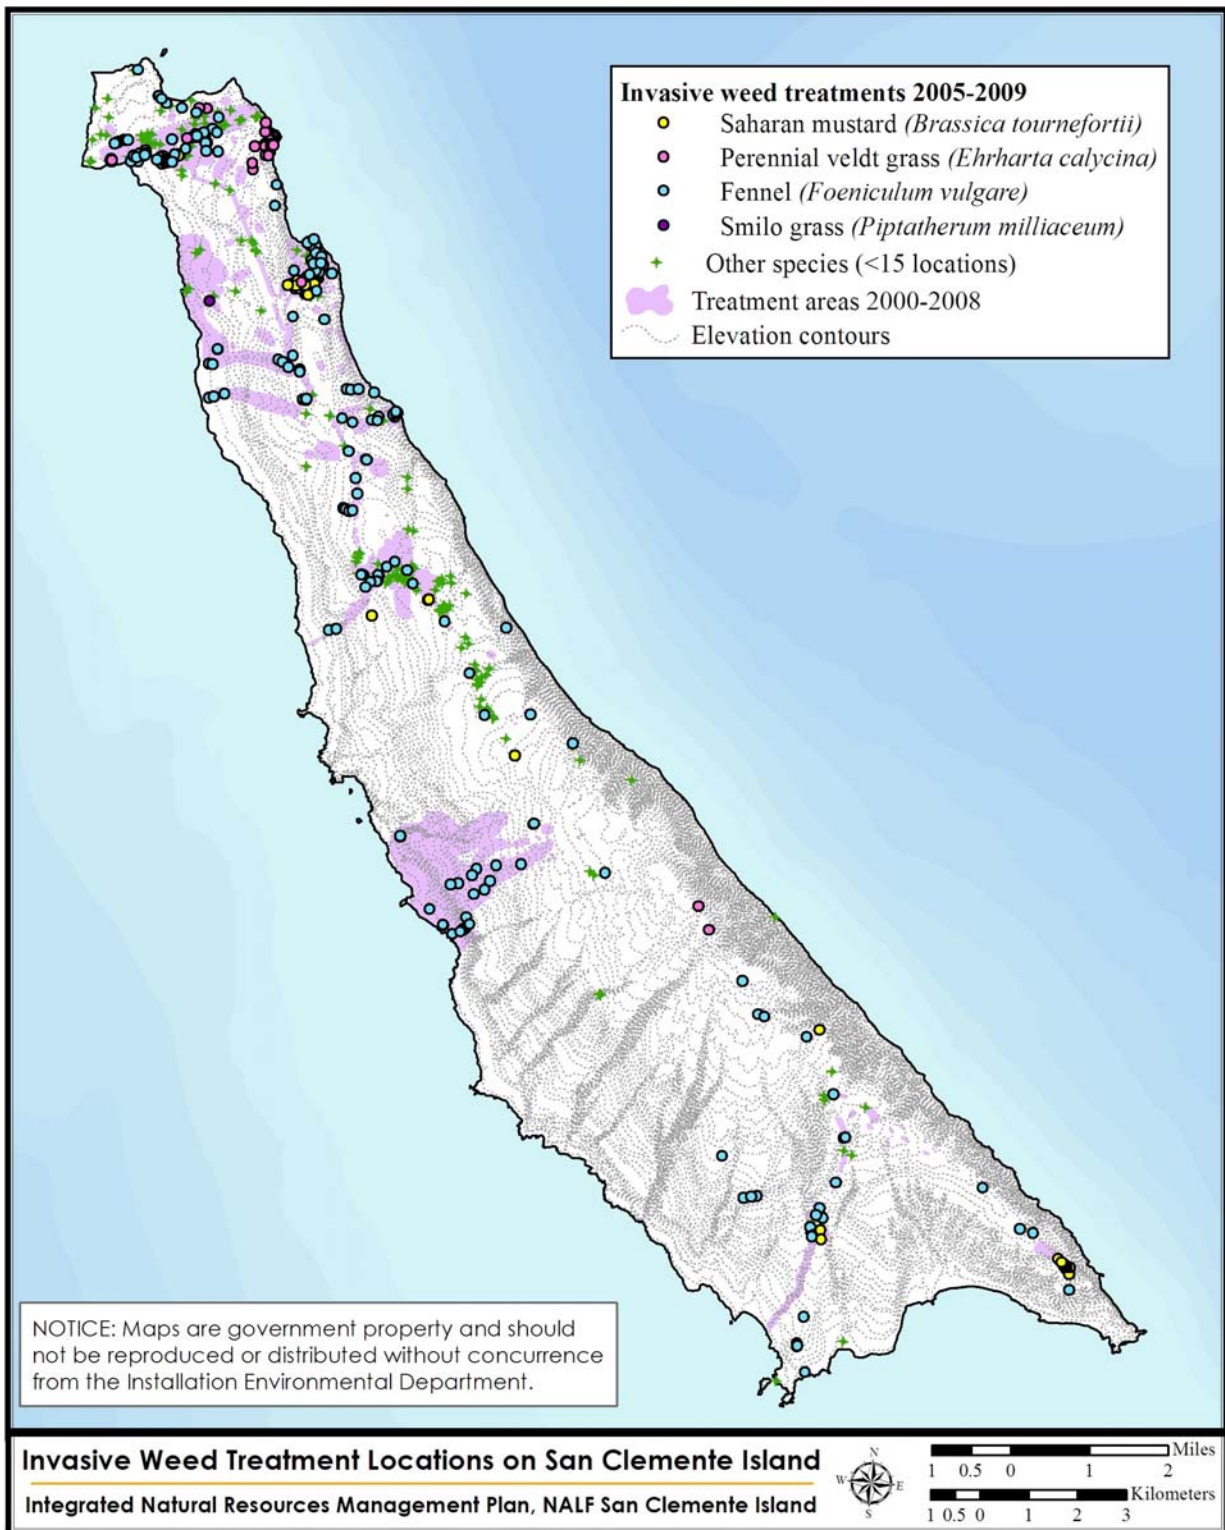 Invasive weed treatments 2005-2009
Saharan mustard (Brassica tournefortii)
Perennial veldt grass (Ehrharta calycina)
Fennel (Foeniculum vulgare)
Smilo grass (Piptatherum milliaceum)
Other species (<15 locations)
Treatment areas 2000-2008
Elevation contours
NOTICE: Maps are government property and should
not be reproduced or distributed without concurrence
from the Installation Environmental Department.
Invasive Weed Treatment Locations on San Clemente Island
Integrated Natural Resources Management Plan, NALF San Clemente Island
N
W
E
S
Miles
1 0.5 0 1 2
Kilometers
1 0.5 0 1 2 3